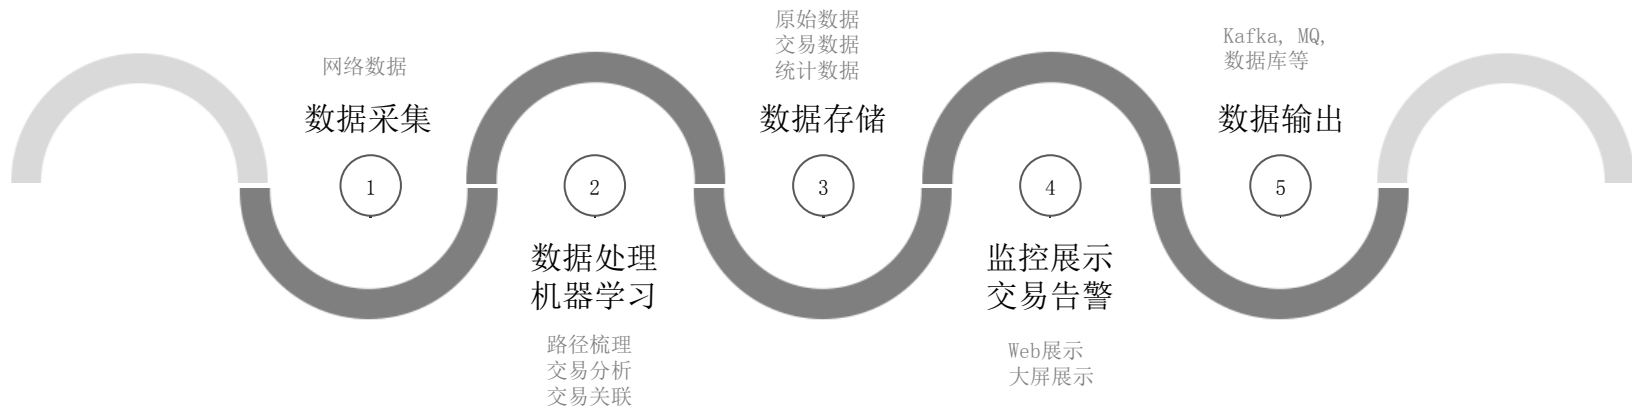 网络数据
数据采集
1
2
数据处理
机器学习
路径梳理
交易分析
交易关联
原始数据
交易数据
统计数据
数据存储
3
4
监控展示
交易告警
Web展示
大屏展示
Kafka, MQ,
数据库等
数据输出
5